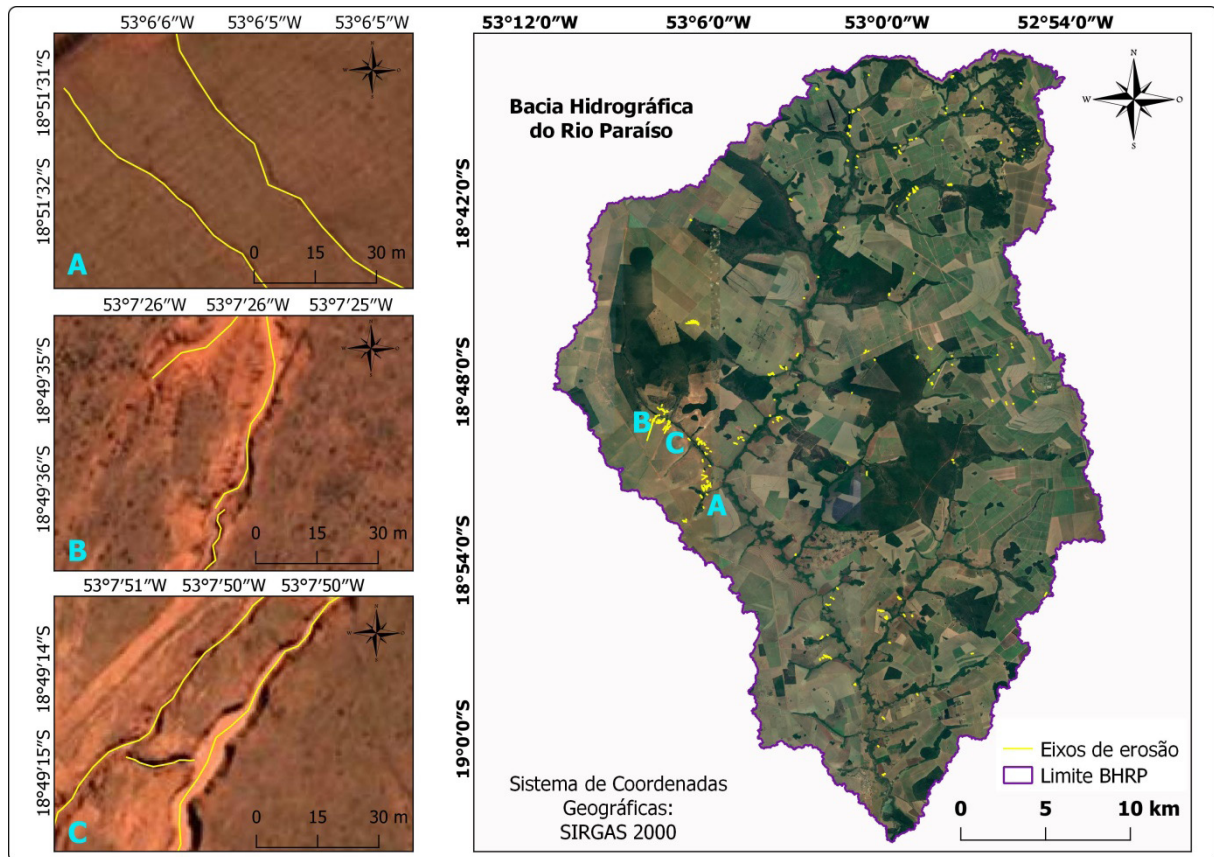 53°6'6"W 53°6'5"W 53°6'5"W
18°51'31"S
18°51'32"S
W O
0 15 30 m
A
53°7'26"W 53°7'26"W 53°7'25"W
18°49'35"S
18°49'36"S
W O
0 15 30 m
B
53°7'51"W 53°7'50"W 53°7'50"W
18°49'14"S
18°49'15"S
W O
0 15 30 m
C
53°12'0"W 53°6'0"W 53°0'0"W 52°54'0"W
18°42'0"S
18°48'0"S
18°54'0"S
19°0'0"S
Bacia Hidrográfica
do Rio Paraíso
N
W O
S
B
C
A
Eixos de erosão
Limite BHRP
Sistema de Coordenadas
Geográficas:
SIRGAS 2000
0 5 10 km